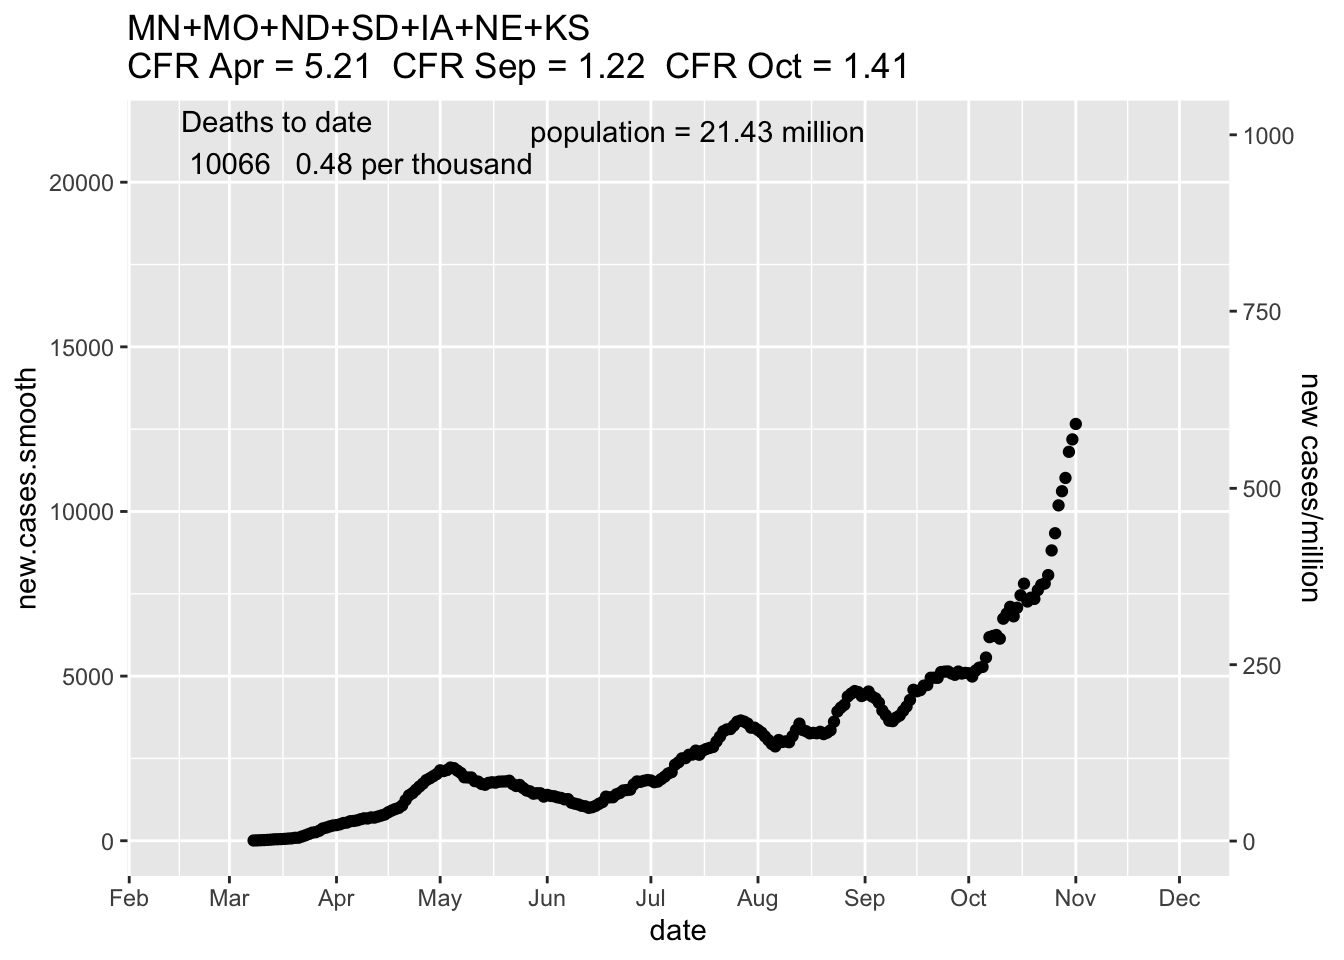 MN+MO+ND+SD+IA+NE+KS
CFR Apr = 5.21  CFR Sep = 1.22  CFR Oct = 1.41
Deaths to date
population = 21.43 million
10066   0.48 per thousand
20000
15000
10000
5000
0
new.cases.smooth
1000
750
500
250
0
new cases/million
Feb Mar Apr May Jun Jul Aug Sep Oct Nov Dec
date